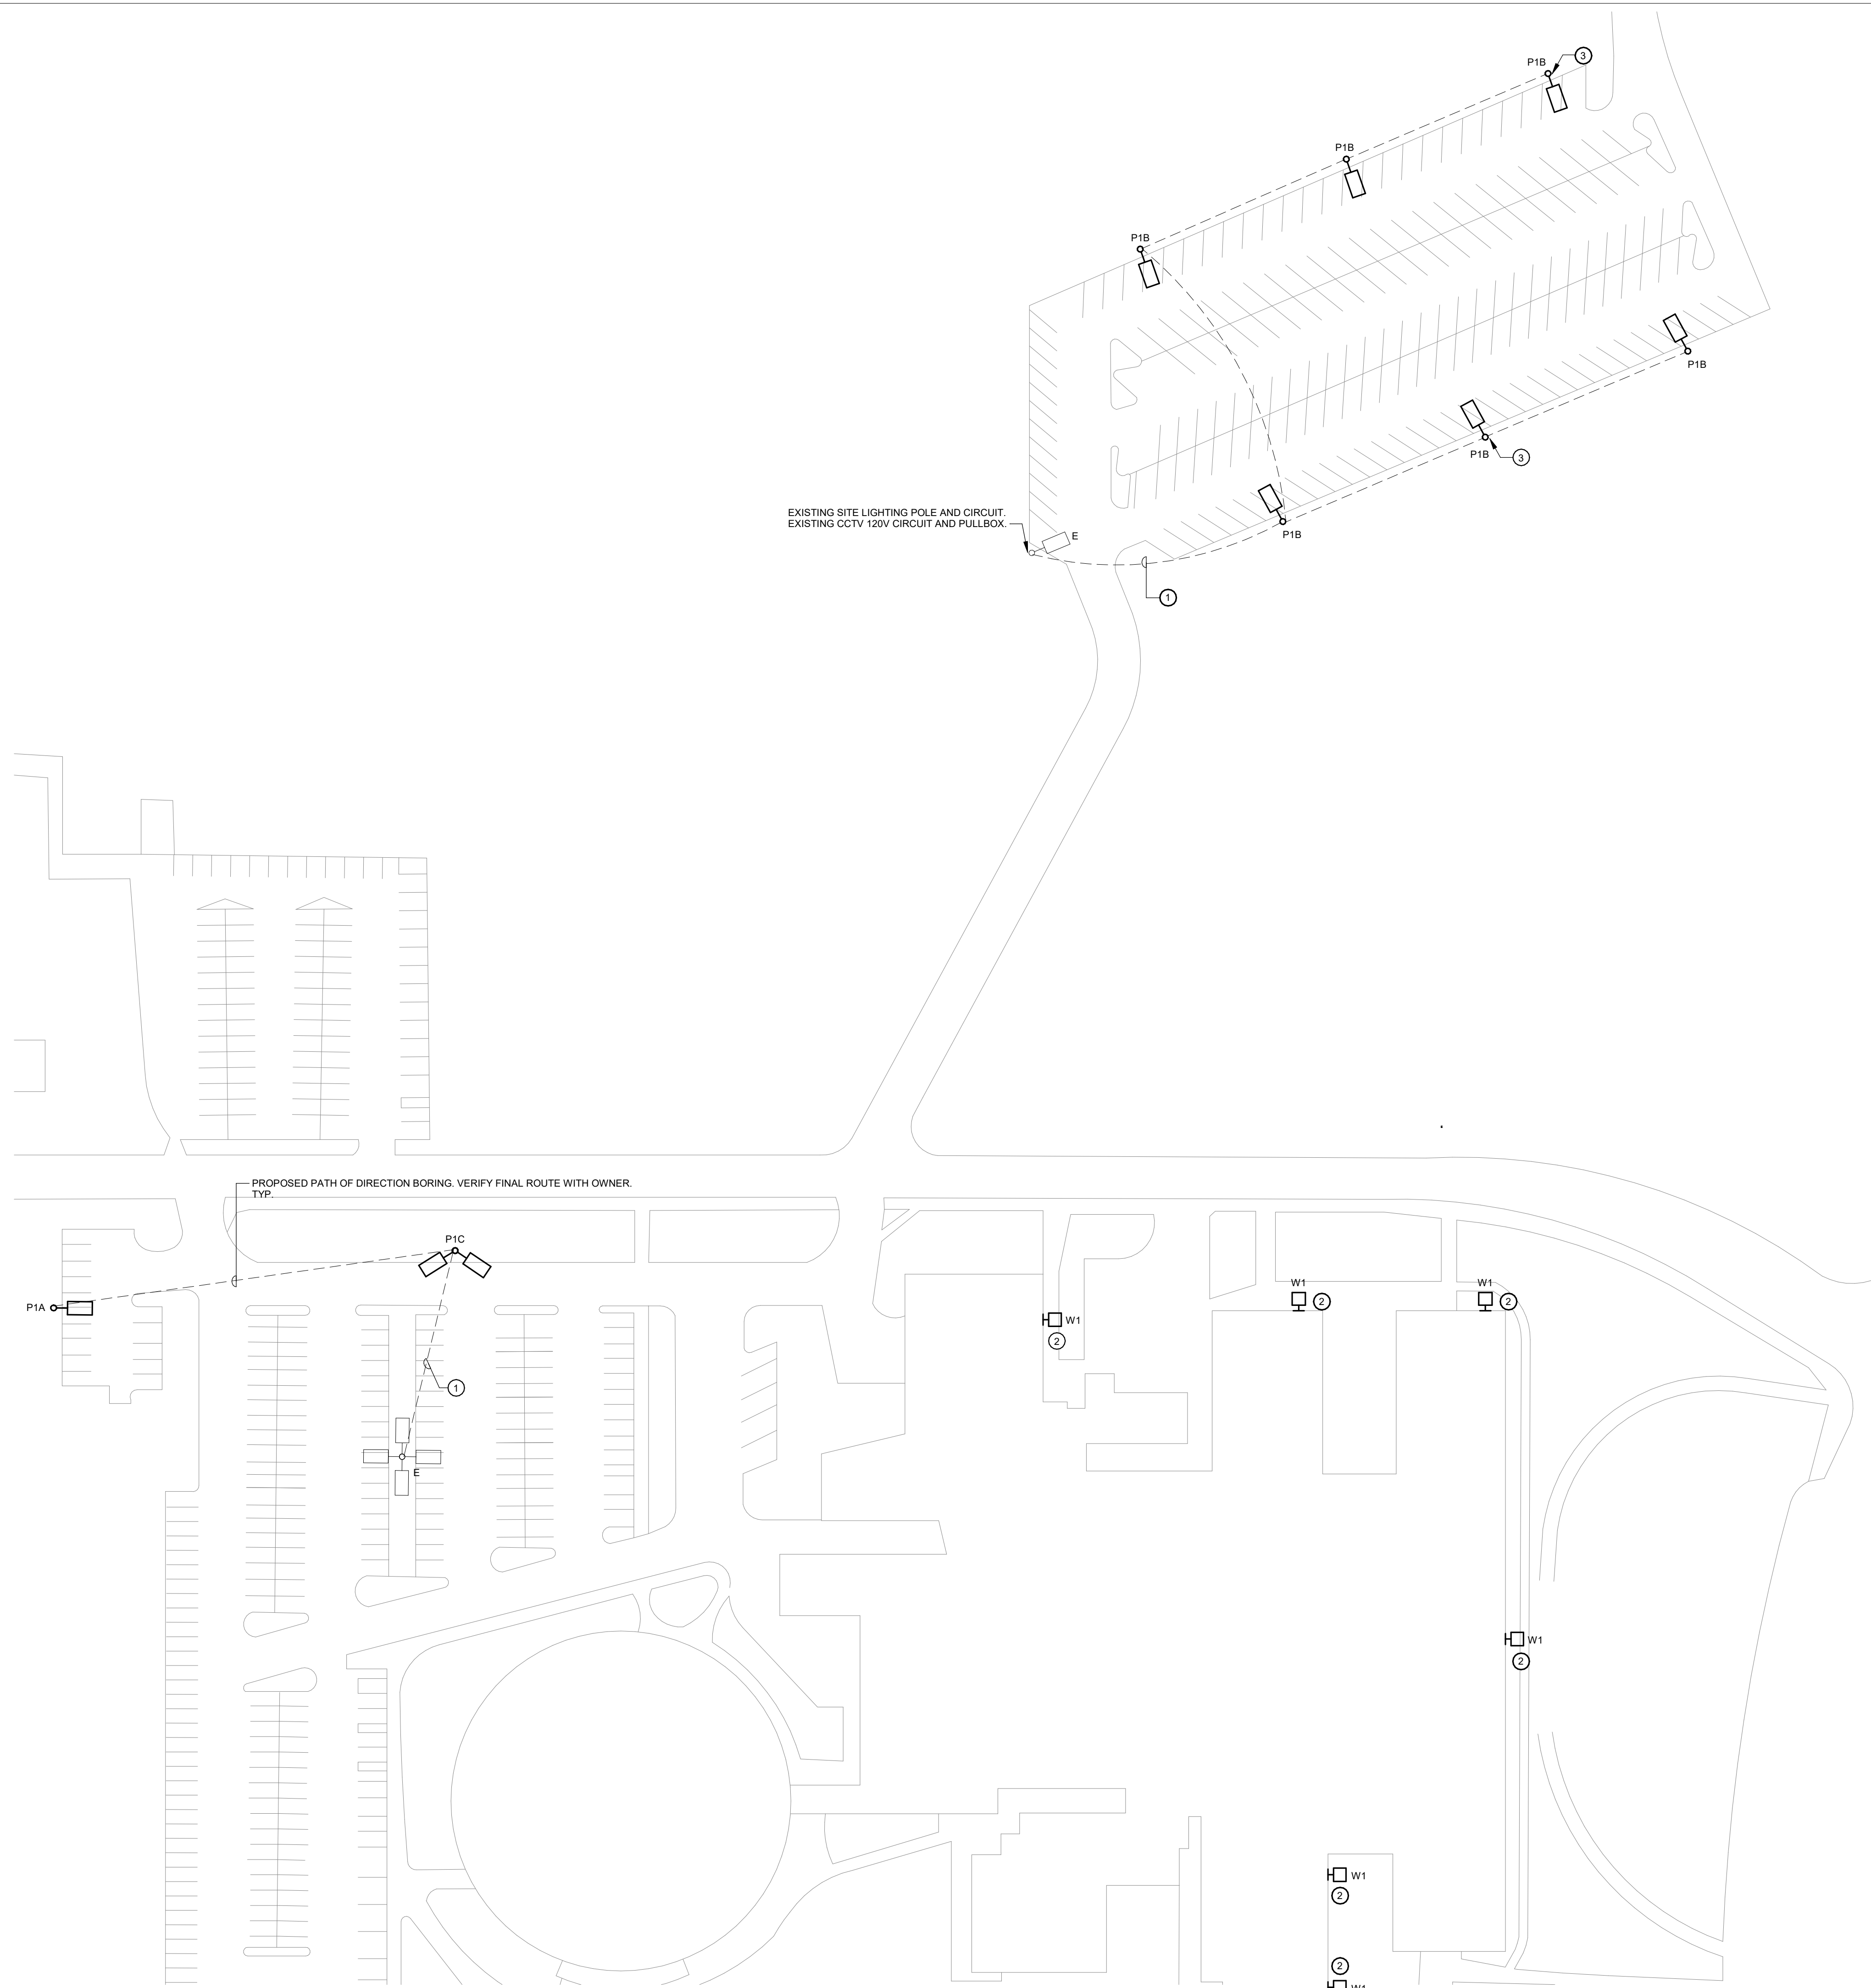 P1B
3
P1B
P1B
P1B
P1B
3
EXISTING SITE LIGHTING POLE AND CIRCUIT.
EXISTING CCTV 120V CIRCUIT AND PULLBOX.
E
P1B
1
PROPOSED PATH OF DIRECTION BORING. VERIFY FINAL ROUTE WITH OWNER.
TYP.
P1C
P1A
W1
2
W1
2
W1
2
1
E
W1
2
W1
2
2
W1